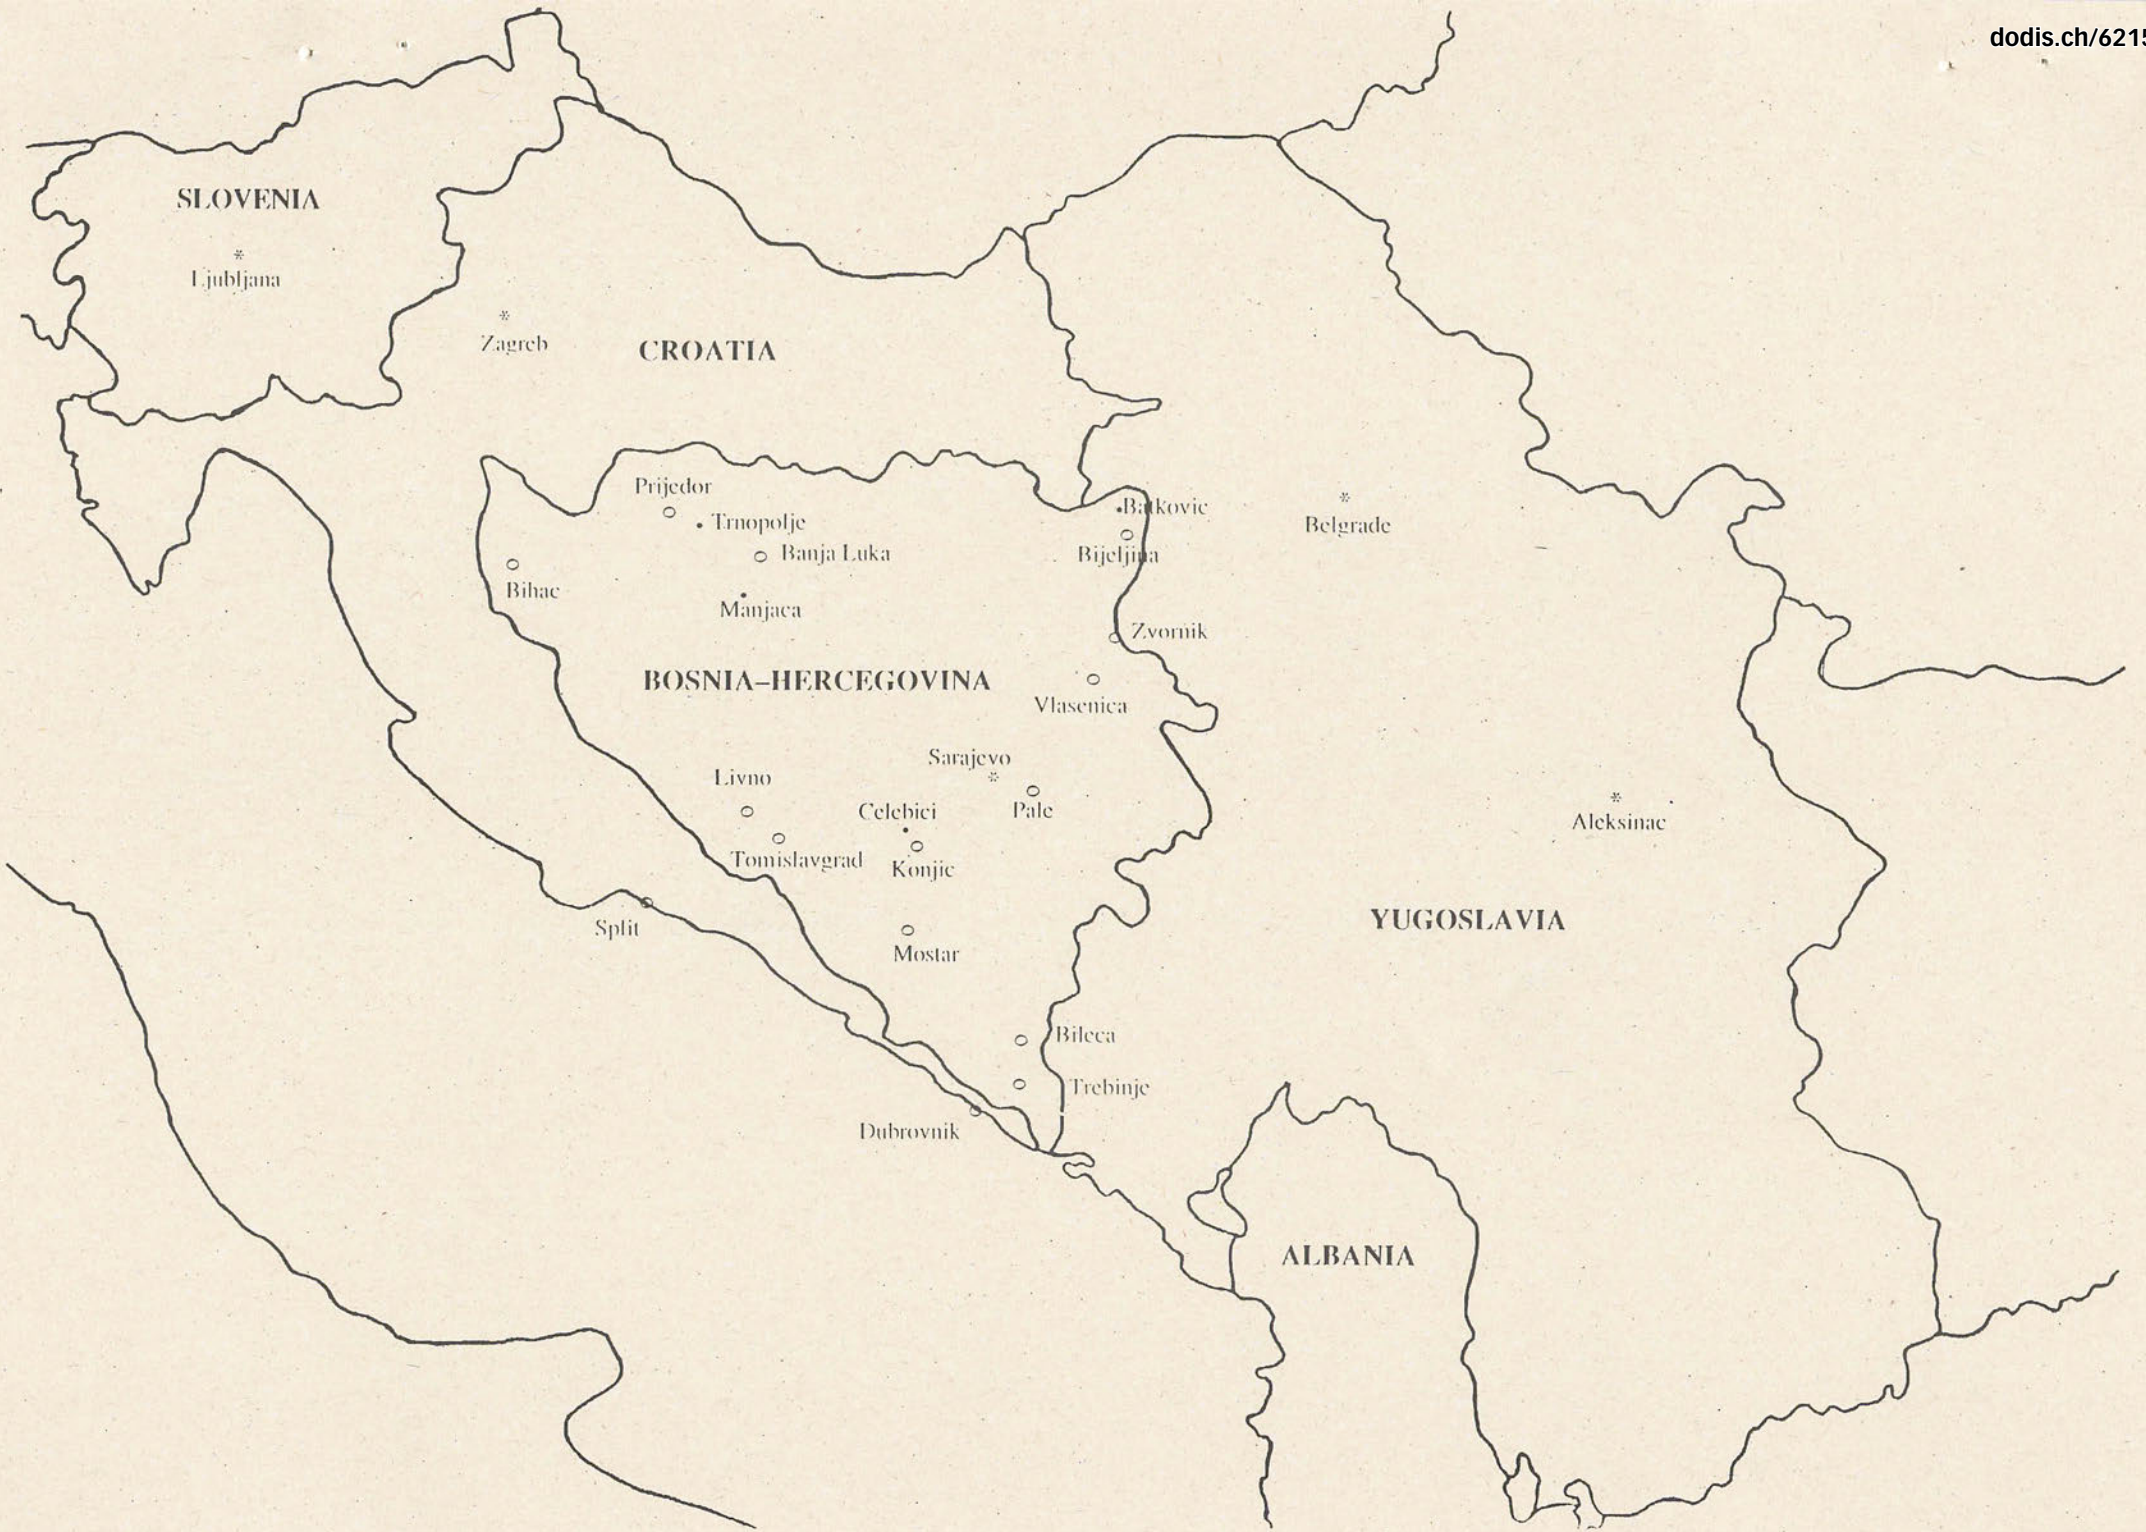 dodis.ch/6215
SLOVENIA
Ljubljana
Zagreb
CROATIA
Prijedor
Trnopolje
Batkovic
Belgrade
Banja Luka
Bijeljina
Bihac
Manjaca
Zvornik
BOSNIA-HERCEGOVINA
Vlasenica
Sarajevo
Livno
Celebici
Pale
Aleksinac
Tomislavgrad
Konjic
Split
YUGOSLAVIA
Mostar
Bileca
Trebinje
Dubrovnik
ALBANIA